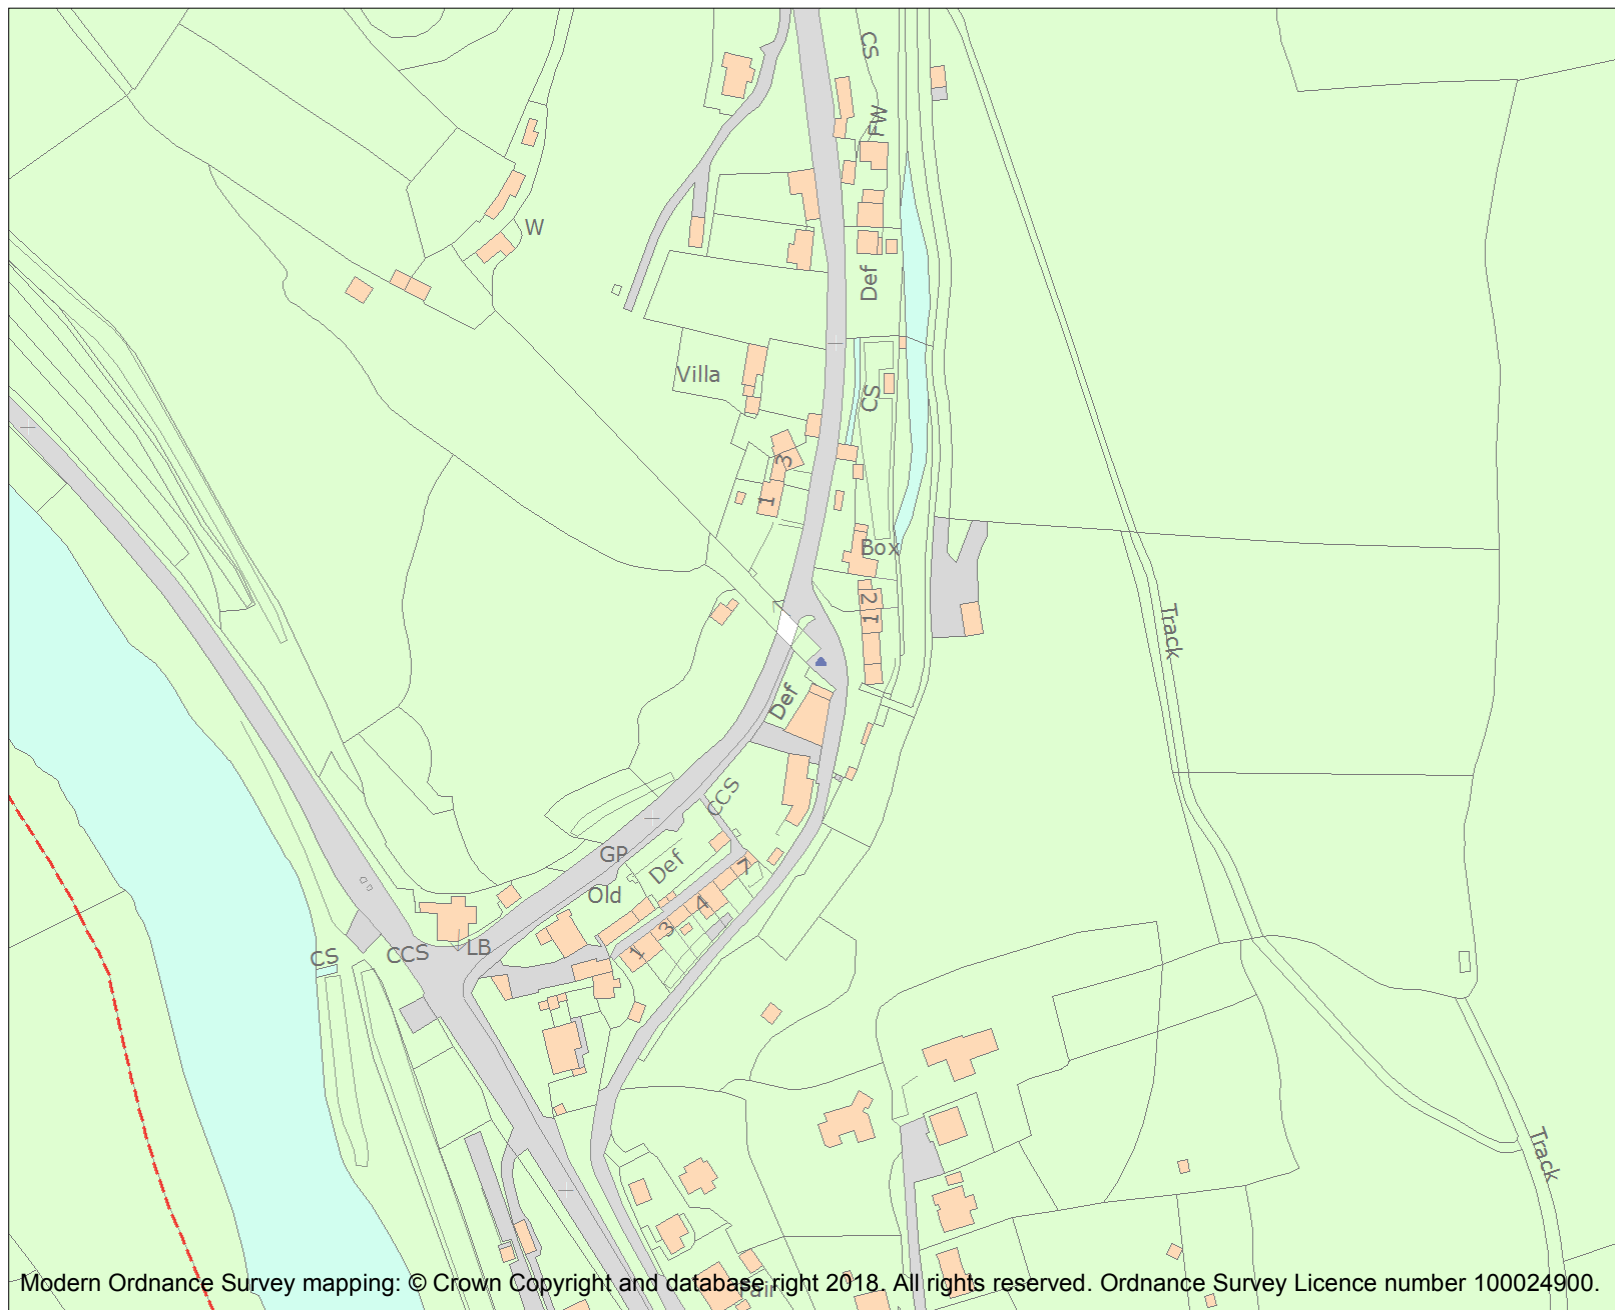 CS
FW
W
Def
Villa
CS
3
1
Box
2
1
Track
Def
CCS
GP
Def
7
Old
4
3
LB
1
CCS
CS
Track
Fair
Modern Ordnance Survey mapping: © Crown Copyright and database right 2018. All rights reserved. Ordnance Survey Licence number 100024900.